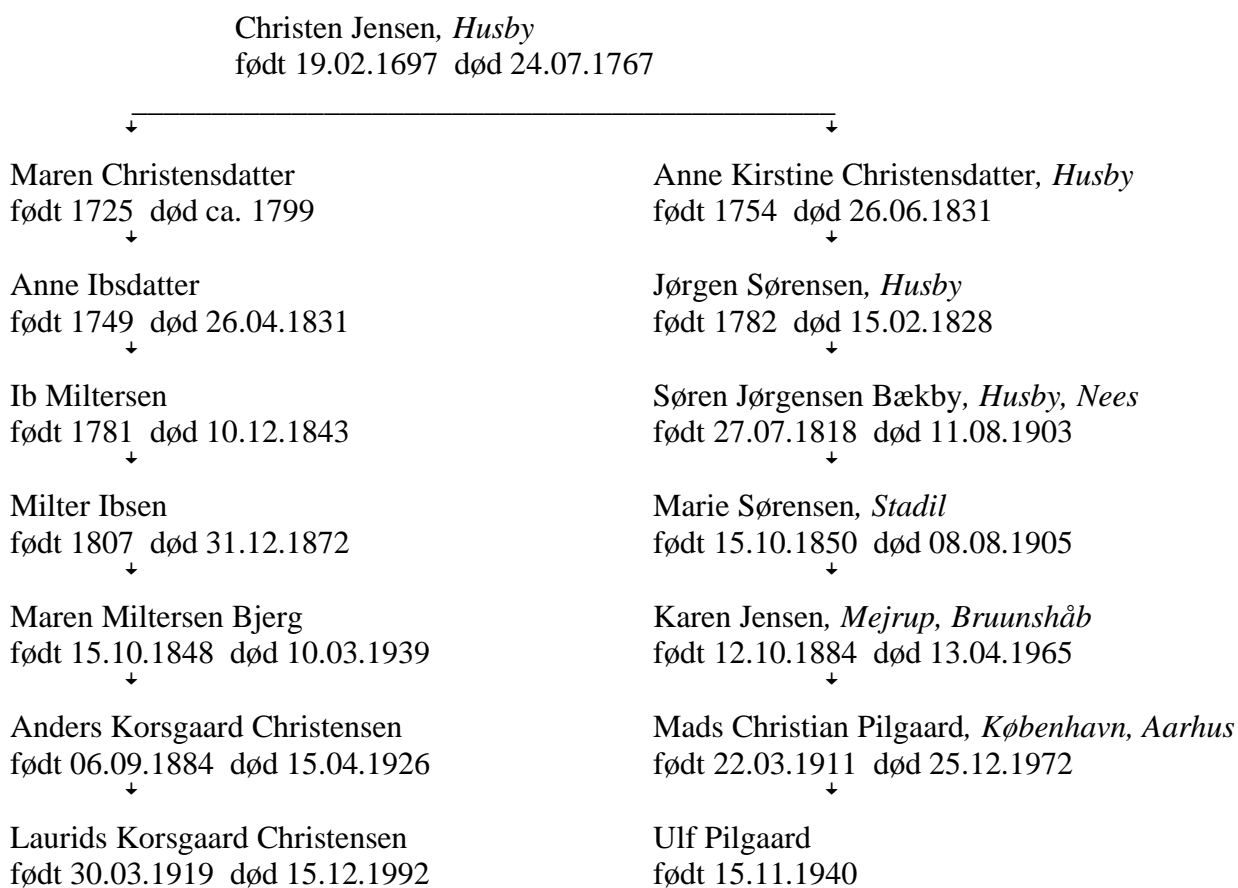 Christen Jensen, Husby
født 19.02.1697 død 24.07.1767
Maren Christensdatter
født 1725 død ca. 1799
Anne Kirstine Christensdatter, Husby
født 1754 død 26.06.1831
Anne Ibsdatter
født 1749 død 26.04.1831
Jørgen Sørensen, Husby
født 1782 død 15.02.1828
Ib Miltersen
født 1781 død 10.12.1843
Søren Jørgensen Bækby, Husby, Nees
født 27.07.1818 død 11.08.1903
Milter Ibsen
født 1807 død 31.12.1872
Marie Sørensen, Stadil
født 15.10.1850 død 08.08.1905
Maren Miltersen Bjerg
født 15.10.1848 død 10.03.1939
Karen Jensen, Mejrup, Bruunshåb
født 12.10.1884 død 13.04.1965
Anders Korsgaard Christensen
født 06.09.1884 død 15.04.1926
Mads Christian Pilgaard, København, Aarhus
født 22.03.1911 død 25.12.1972
Laurids Korsgaard Christensen
født 30.03.1919 død 15.12.1992
Ulf Pilgaard
født 15.11.1940